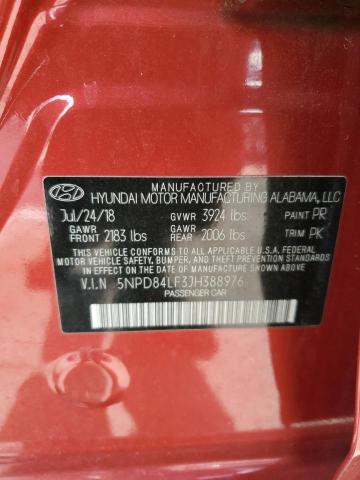 MANUFACTURED BY
HYUNDAI MOTOR MANUFACTURING ALABAMA, LLC
Jul/24/18 GVWR 3924 lbs PAINT PR
GAWR FRONT 2183 lbs GAWR REAR 2006 lbs TRIM PK
THIS VEHICLE CONFORMS TO ALL APPLICABLE U.S.A. FEDERAL
MOTOR VEHICLE SAFETY, BUMPER, AND THEFT PREVENTION
STANDARDS IN EFFECT ON THE DATE OF MANUFACTURE SHOWN ABOVE.
V.I.N 5NPD84LF3JH388976
PASSENGER CAR